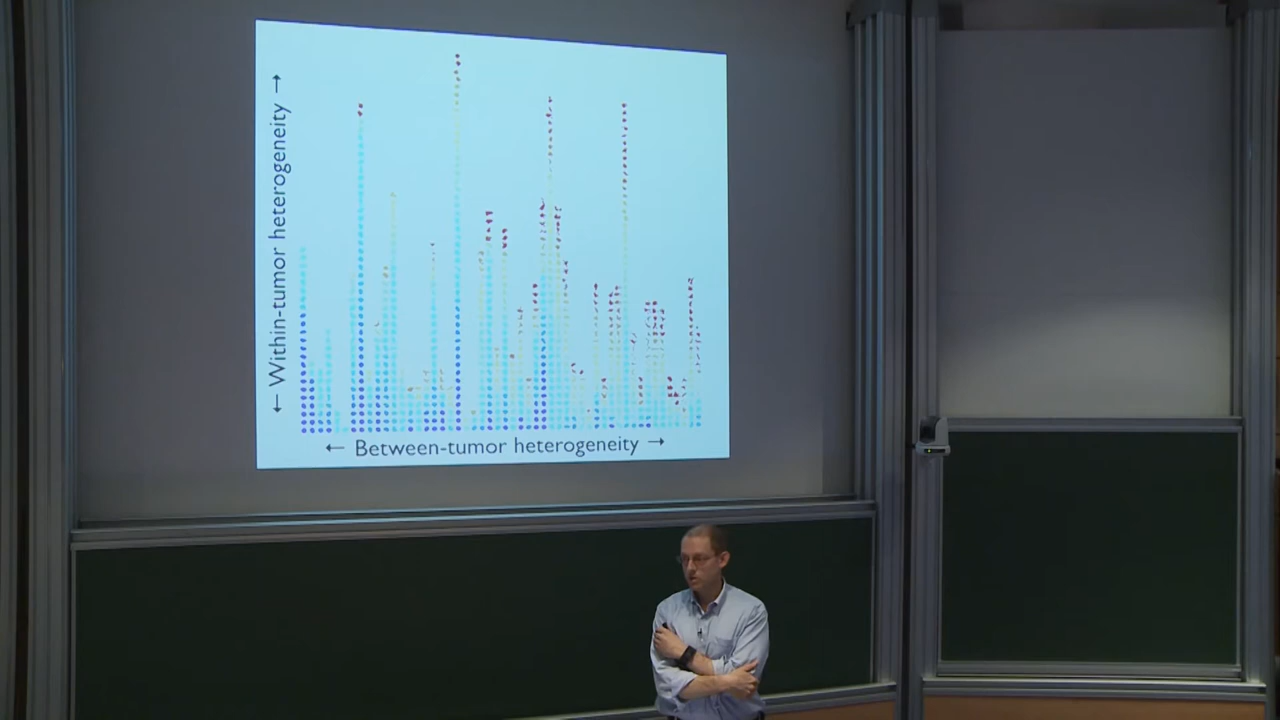 ← Within-tumor heterogeneity →
← Between-tumor heterogeneity →